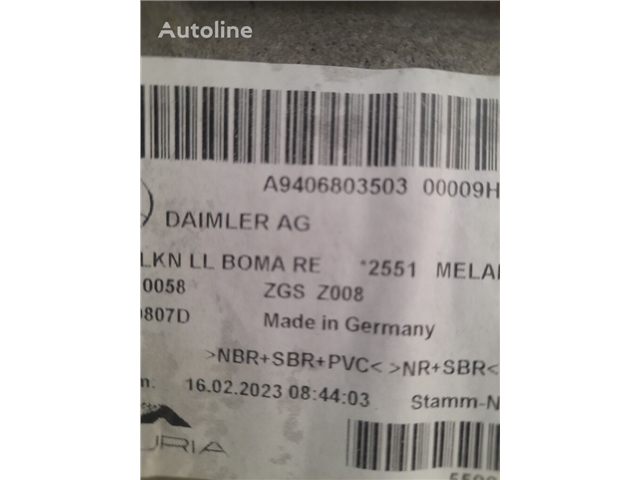 Autoline
A9406803503 00009H
DAIMLER AG
LKN LL BOMA RE *2551 MELA
0058 ZGS Z008
0807D Made in Germany
>NBR+SBR+PVC< >NR+SBR<
m: 16.02.2023 08:44:03 Stamm-N
URIA